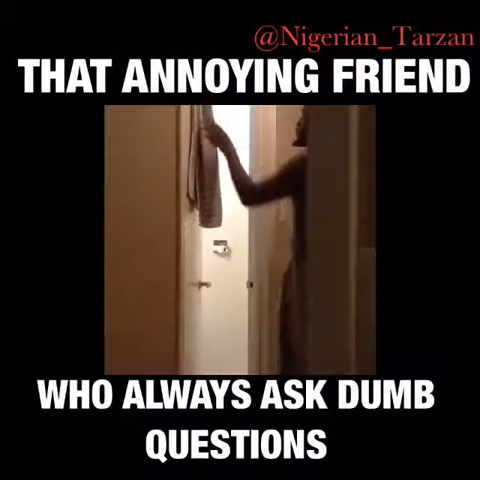 @Nigerian_Tarzan
THAT ANNOYING FRIEND
WHO ALWAYS ASK DUMB
QUESTIONS